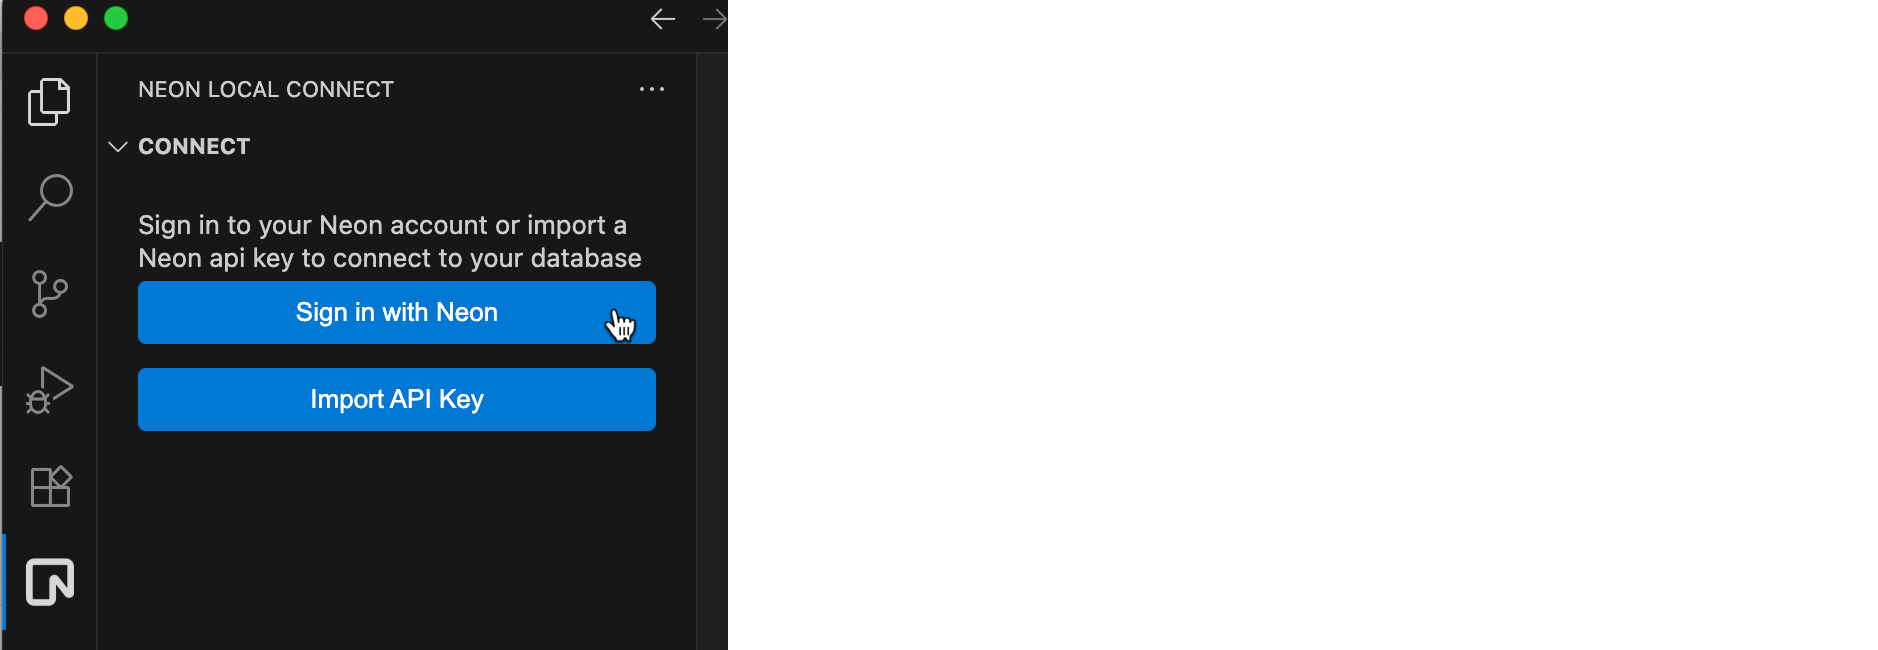 NEON LOCAL CONNECT
CONNECT
Sign in to your Neon account or import a
Neon api key to connect to your database
Sign in with Neon
Import API Key